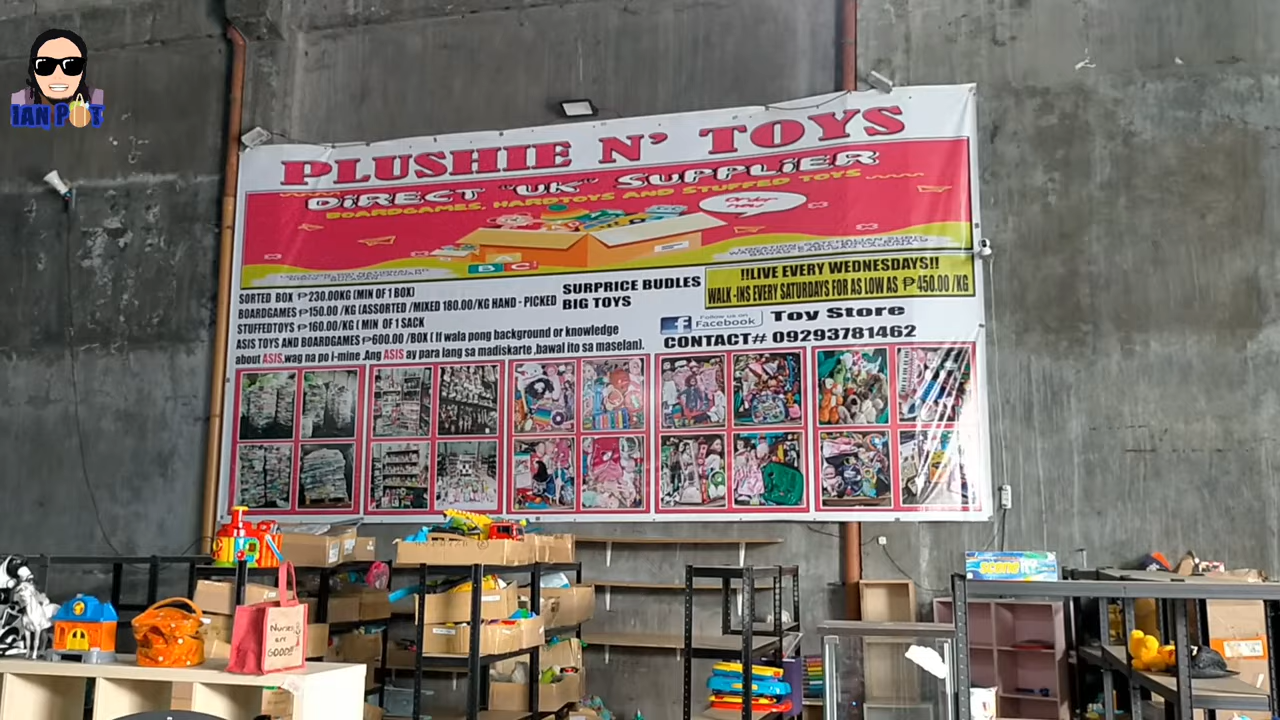 IAN P T
PLUSHIE N' TOYS
DIRECT "UK" SUPPLIER
BOARDGAMES, HARDTOYS AND STUFFED TOYS
Order now
A
B C
SORTED BOX ₱230.00KG (MIN OF 1 BOX)
BOARDGAMES ₱150.00 /KG (ASSORTED /MIXED 180.00/KG HAND - PICKED
STUFFEDTOYS ₱160.00/KG ( MIN OF 1 SACK
ASIS TOYS AND BOARDGAMES ₱600.00 /BOX ( If wala pong background or knowledge
about ASIS,wag na po i-mine .Ang ASIS ay para lang sa madiskarte ,bawal ito sa maselan).
SURPRICE BUDLES
BIG TOYS
!!LIVE EVERY WEDNESDAYS!!
WALK -INS EVERY SATURDAYS FOR AS LOW AS ₱450.00 /KG
f Follow us on
Facebook
Toy Store
CONTACT# 09293781462
Nurses
are
GOOD!!
scene it?